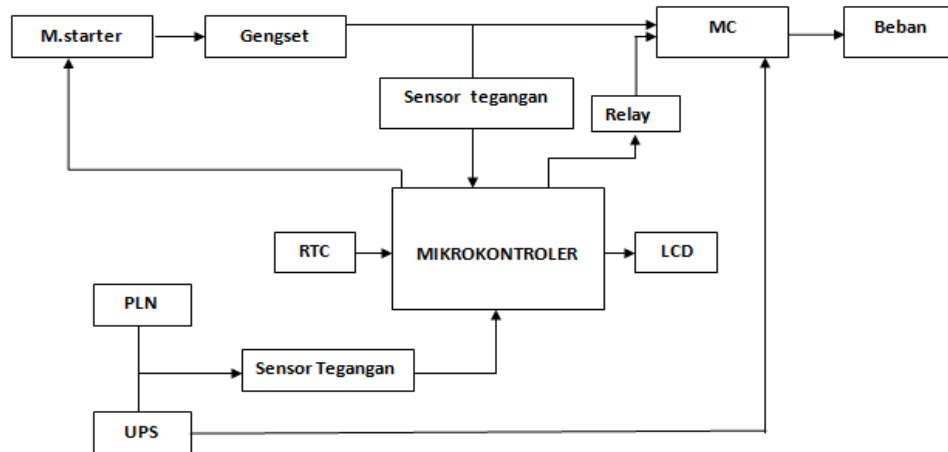 M.starter
Gengset
MC
Beban
Sensor tegangan
Relay
RTC
MIKROKONTROLER
LCD
PLN
Sensor Tegangan
UPS